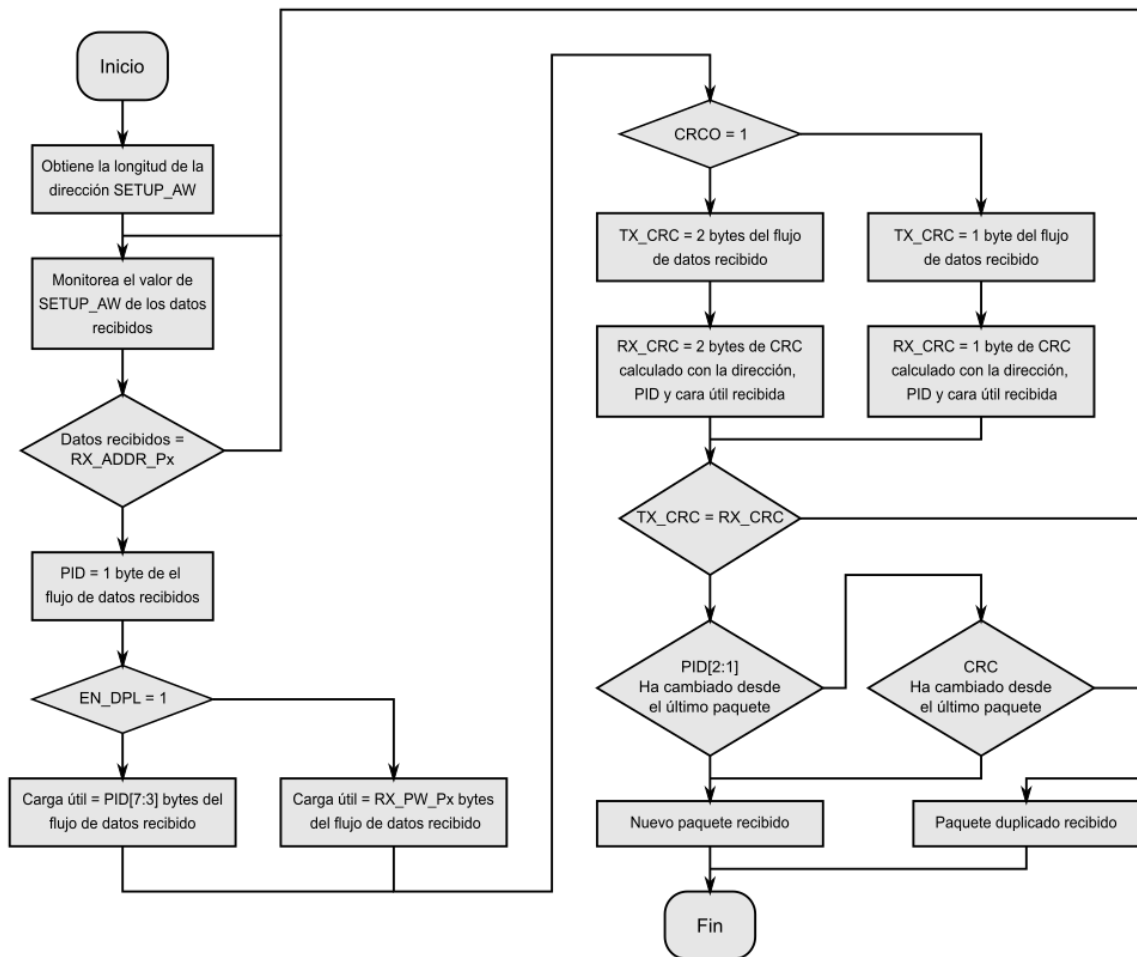 Inicio
Obtiene la longitud de la
dirección SETUP_AW
Monitorea el valor de
SETUP_AW de los datos
recibidos
Datos recibidos =
RX_ADDR_Px
PID = 1 byte de el
flujo de datos recibidos
EN_DPL = 1
Carga útil = PID[7:3] bytes del
flujo de datos recibido
Carga útil = RX_PW_Px bytes
del flujo de datos recibido
CRCO = 1
TX_CRC = 2 bytes del flujo
de datos recibido
TX_CRC = 1 byte del flujo
de datos recibido
RX_CRC = 2 bytes de CRC
calculado con la dirección,
PID y cara útil recibida
RX_CRC = 1 byte de CRC
calculado con la dirección,
PID y cara útil recibida
TX_CRC = RX_CRC
PID[2:1]
Ha cambiado desde
el último paquete
CRC
Ha cambiado desde
el último paquete
Nuevo paquete recibido
Paquete duplicado recibido
Fin